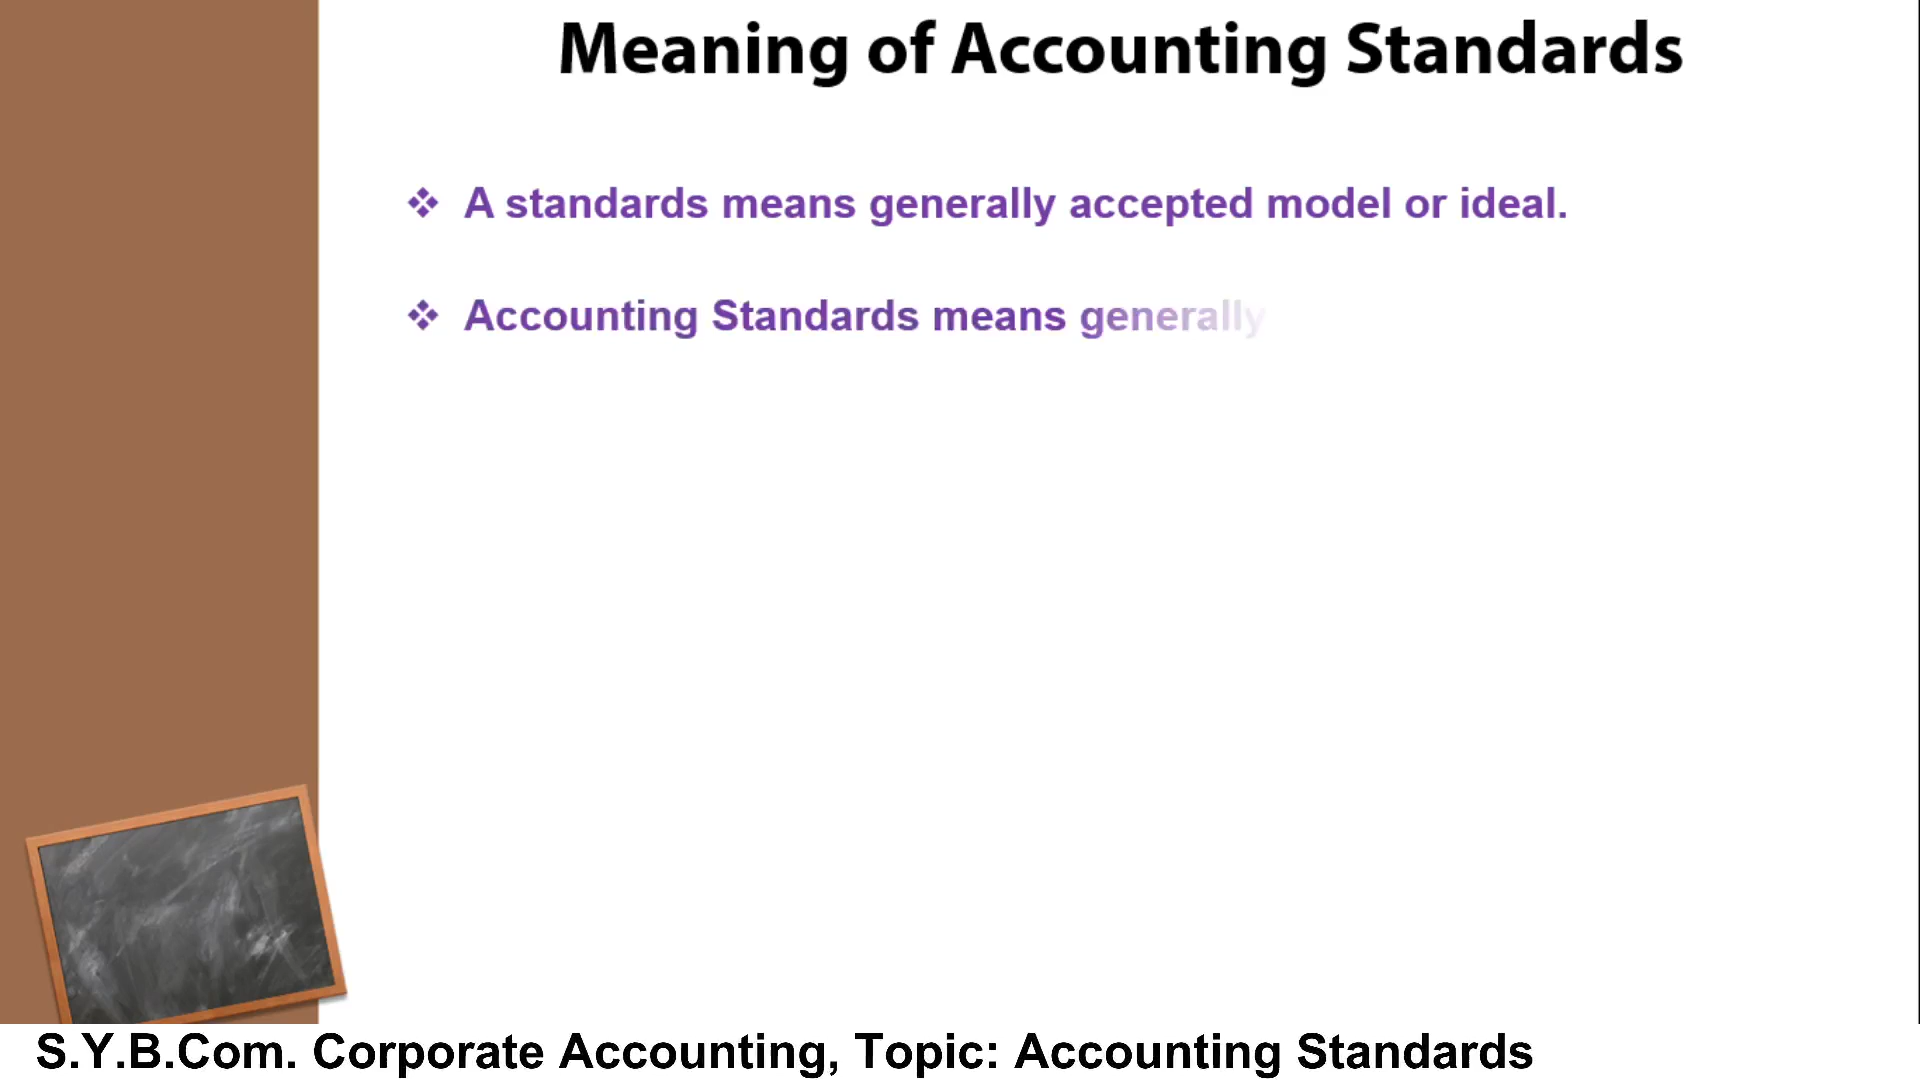 Meaning of Accounting Standards
❖ A standards means generally accepted model or ideal.
❖ Accounting Standards means generally
S.Y.B.Com. Corporate Accounting, Topic: Accounting Standards